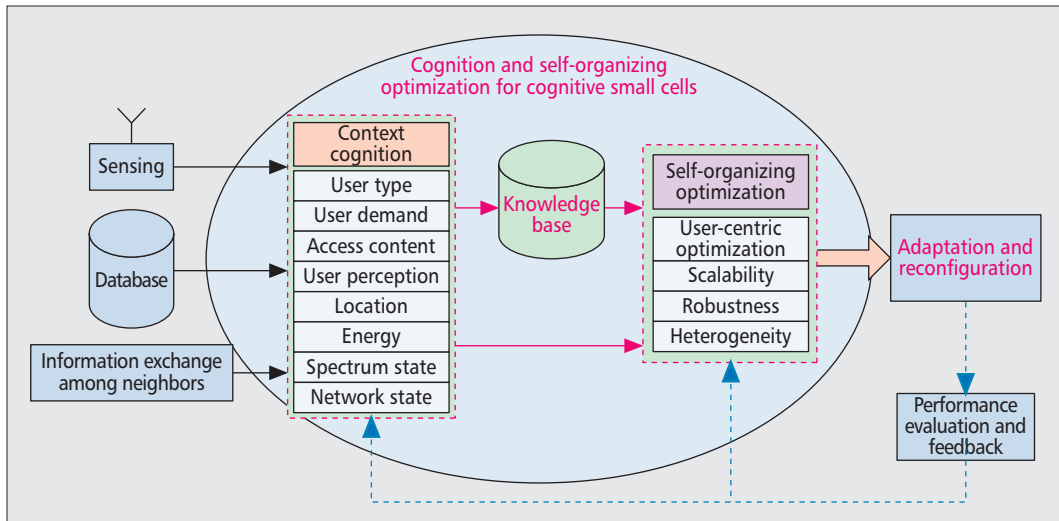 Cognition and self-organizing
optimization for cognitive small cells
Sensing
Database
Information exchange
among neighbors
Context
cognition
User type
User demand
Access content
User perception
Location
Energy
Spectrum state
Network state
Knowledge
base
Self-organizing
optimization
User-centric
optimization
Scalability
Robustness
Heterogeneity
Adaptation and
reconfiguration
Performance
evaluation and
feedback